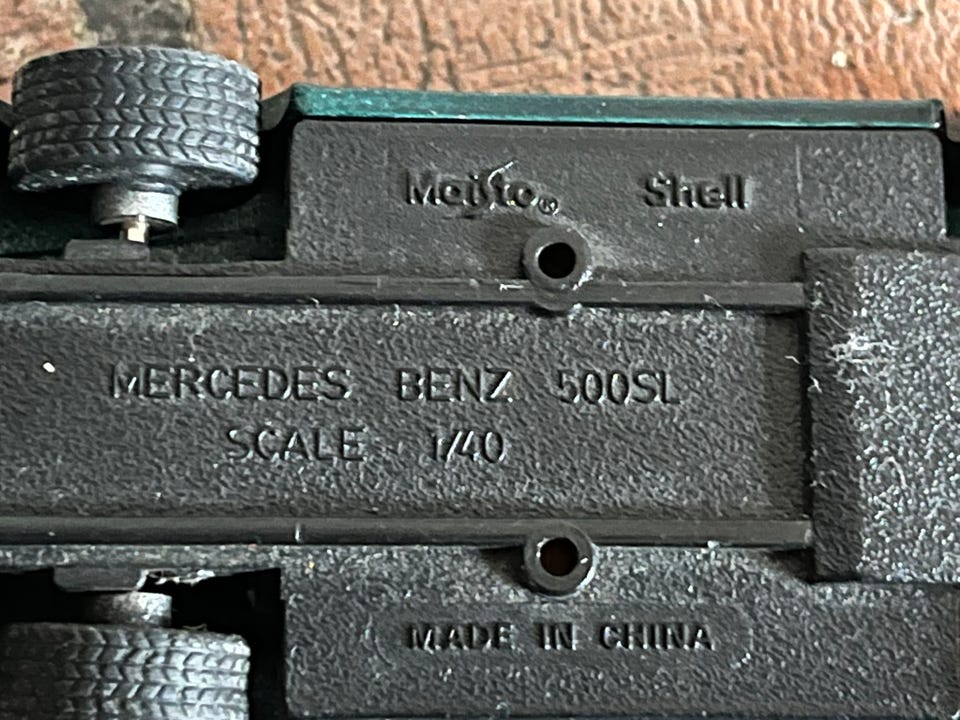 Maisto® Shell
MERCEDES BENZ 500SL
SCALE 1/40
MADE IN CHINA